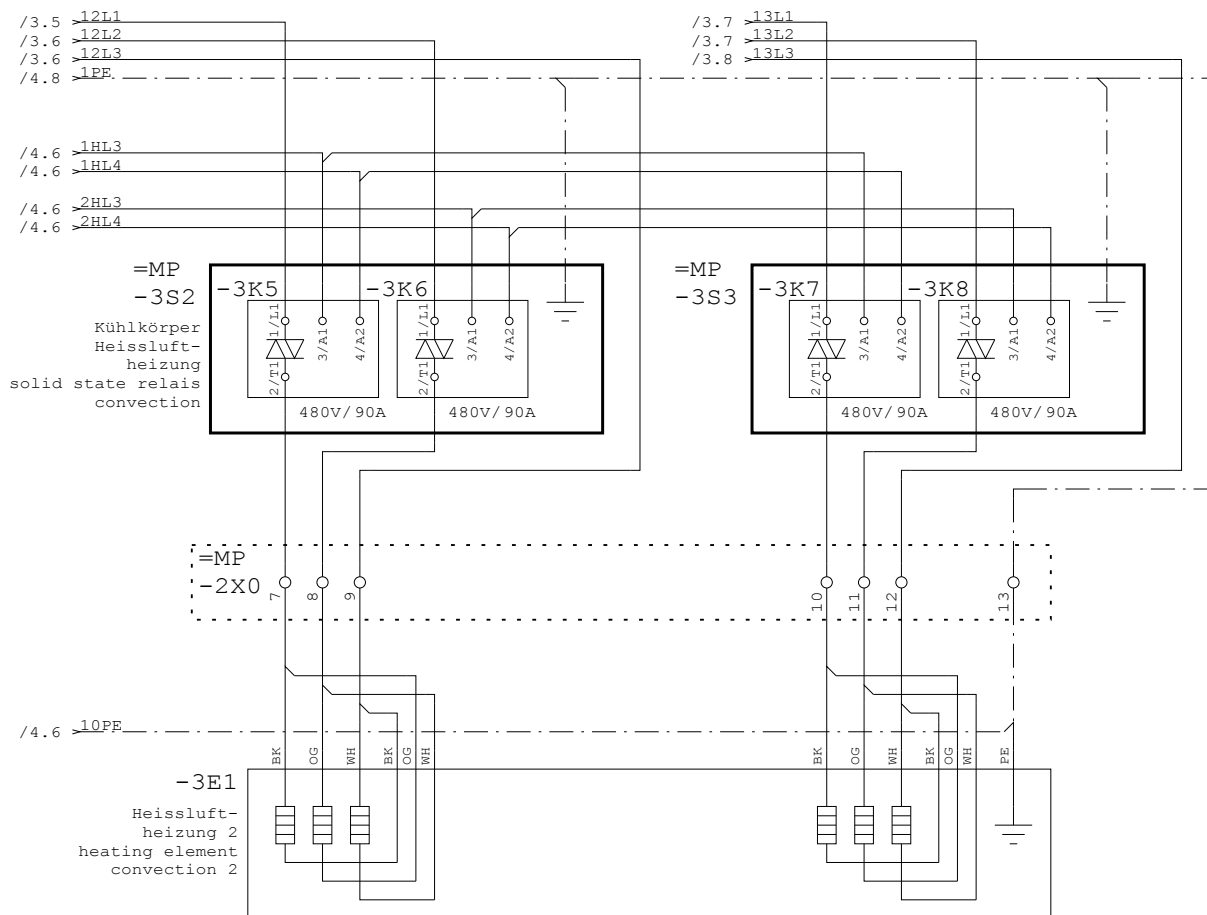 /3.5 12L1
/3.6 12L2
/3.6 12L3
/4.8 1PE
/3.7 13L1
/3.7 13L2
/3.8 13L3
/4.6 1HL3
/4.6 1HL4
/4.6 2HL3
/4.6 2HL4
=MP
-3S2
Kühlkörper
Heissluft-
heizung
solid state relais
convection
-3K5
1/L1
3/A1
4/A2
2/T1
480V/90A
-3K6
1/L1
3/A1
4/A2
2/T1
480V/90A
=MP
-3S3
-3K7
1/L1
3/A1
4/A2
2/T1
480V/90A
-3K8
1/L1
3/A1
4/A2
2/T1
480V/90A
=MP
-2X0
7
8
9
10
11
12
13
/4.6 10PE
BK
OG
WH
BK
OG
WH
BK
OG
WH
BK
OG
WH
PE
-3E1
Heissluft-
heizung 2
heating element
convection 2